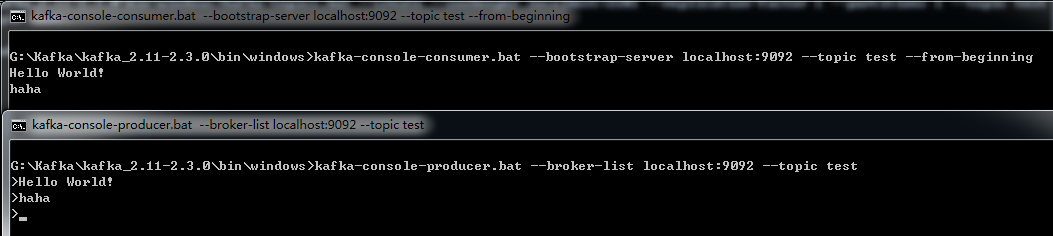 kafka-console-consumer.bat --bootstrap-server localhost:9092 --topic test --from-beginning
G:\Kafka\kafka_2.11-2.3.0\bin\windows>kafka-console-consumer.bat --bootstrap-server localhost:9092 --topic test --from-beginning
Hello World!
haha
kafka-console-producer.bat --broker-list localhost:9092 --topic test
G:\Kafka\kafka_2.11-2.3.0\bin\windows>kafka-console-producer.bat --broker-list localhost:9092 --topic test
>Hello World!
>haha
>